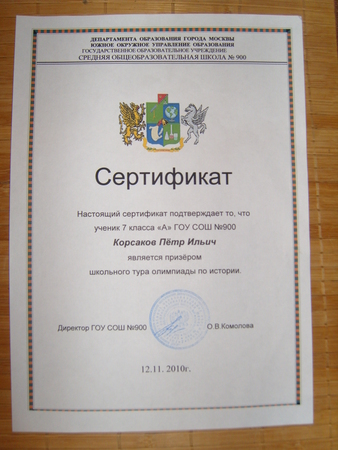 ДЕПАРТАМЕНТА ОБРАЗОВАНИЯ ГОРОДА МОСКВЫ
ЮЖНОЕ ОКРУЖНОЕ УПРАВЛЕНИЕ ОБРАЗОВАНИЯ
ГОСУДАРСТВЕННОЕ ОБРАЗОВАТЕЛЬНОЕ УЧРЕЖДЕНИЕ
СРЕДНЯЯ ОБЩЕОБРАЗОВАТЕЛЬНАЯ ШКОЛА № 900
Сертификат
Настоящий сертификат подтверждает то, что
ученик 7 класса «А» ГОУ СОШ №900
Корсаков Пётр Ильич
является призёром
школьного тура олимпиады по истории.
Директор ГОУ СОШ №900 О.В.Комолова
12.11. 2010г.